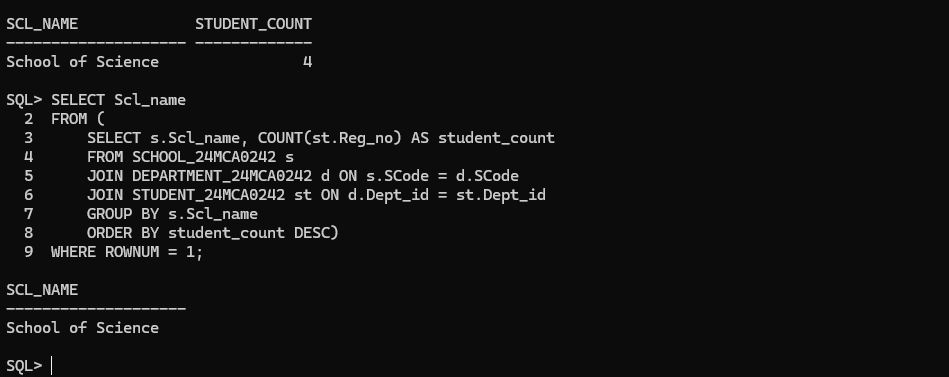 SCL_NAME             STUDENT_COUNT
-------------------- -------------
School of Science                4
SQL> SELECT Scl_name
  2  FROM (
  3      SELECT s.Scl_name, COUNT(st.Reg_no) AS student_count
  4      FROM SCHOOL_24MCA0242 s
  5      JOIN DEPARTMENT_24MCA0242 d ON s.SCode = d.SCode
  6      JOIN STUDENT_24MCA0242 st ON d.Dept_id = st.Dept_id
  7      GROUP BY s.Scl_name
  8      ORDER BY student_count DESC)
  9  WHERE ROWNUM = 1;
SCL_NAME
--------------------
School of Science
SQL>